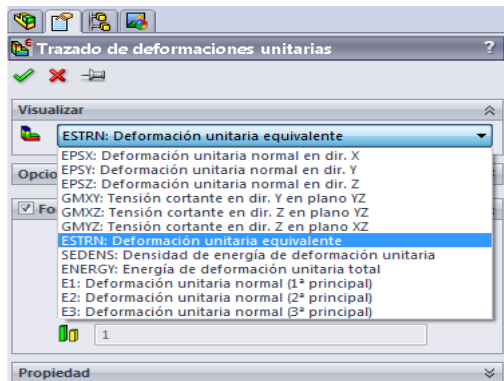 Trazado de deformaciones unitarias ?
Visualizar
ESTRN: Deformación unitaria equivalente
EPSX: Deformación unitaria normal en dir. X
EPSY: Deformación unitaria normal en dir. Y
Opcio
EPSZ: Deformación unitaria normal en dir. Z
GMXY: Tensión cortante en dir. Y en plano YZ
Fo
GMXZ: Tensión cortante en dir. Z en plano YZ
GMYZ: Tensión cortante en dir. Z en plano XZ
ESTRN: Deformación unitaria equivalente
SEDENS: Densidad de energía de deformación unitaria
ENERGY: Energía de deformación unitaria total
E1: Deformación unitaria normal (1ª principal)
E2: Deformación unitaria normal (2ª principal)
E3: Deformación unitaria normal (3ª principal)
1
Propiedad